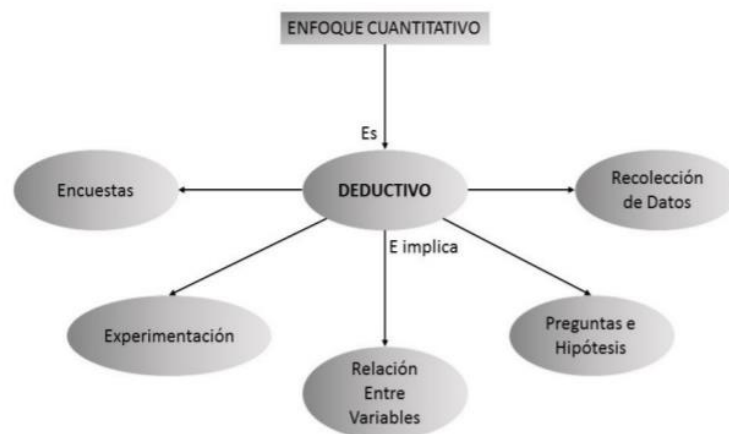 ENFOQUE CUANTITATIVO
Es
Encuestas
DEDUCTIVO
Recolección
de Datos
E implica
Experimentación
Relación
Entre
Variables
Preguntas e
Hipótesis